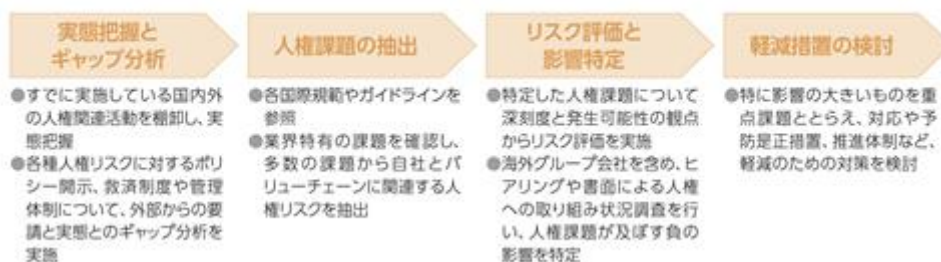 実態把握と
ギャップ分析
●すでに実施している国内外
の人権関連活動を棚卸し、実
態把握
●各種人権リスクに対するポリ
シー開示、救済制度や管理
体制について、外部からの要
請と実態とのギャップ分析を
実施
人権課題の抽出
●各国際規範やガイドラインを
参照
●業界特有の課題を確認し、
多数の課題から自社とバ
リューチェーンに関連する人
権リスクを抽出
リスク評価と
影響特定
●特定した人権課題について
深刻度と発生可能性の観点
からリスク評価を実施
●海外グループ会社を含め、ヒ
アリングや書面による人権
への取り組み状況調査を行
い、人権課題が及ぼす負の
影響を特定
軽減措置の検討
●特に影響の大きいものを重
点課題ととらえ、対応や予
防是正措置、推進体制など、
軽減のための対策を検討